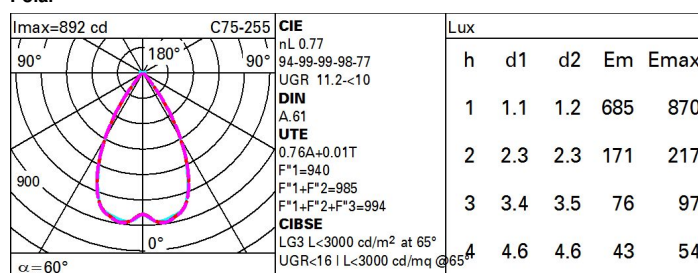 Polar
Imax=892 cd C75-255
90° 180° 90°
900
0°
α=60°
CIE
nL 0.77
94-99-99-98-77
UGR 11.2-<10
DIN
A.61
UTE
0.76A+0.01T
F"1=940
F"1+F"2=985
F"1+F"2+F"3=994
CIBSE
LG3 L<3000 cd/m² at 65°
UGR<16 | L<3000 cd/mq @65°
Lux
h d1 d2 Em Emax
1 1.1 1.2 685 870
2 2.3 2.3 171 217
3 3.4 3.5 76 97
4 4.6 4.6 43 54